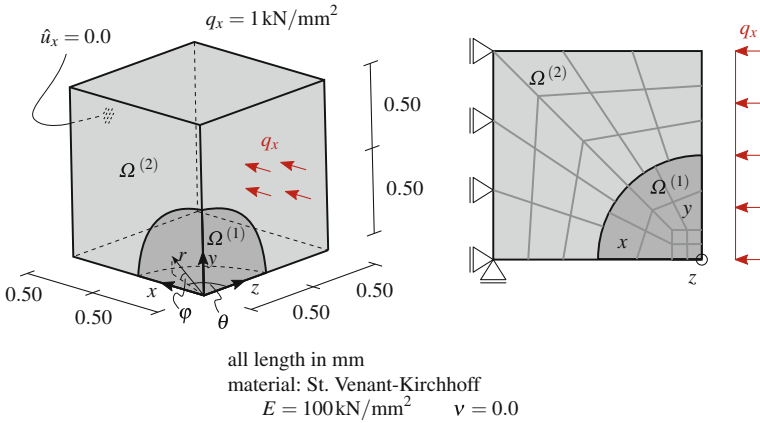 q_x = 1 kN/mm²
û_x = 0.0
Ω^(2)
q_x
Ω^(1)
r
y
x
z
φ
θ
0.50
0.50
0.50
0.50
0.50
0.50
q_x
Ω^(2)
Ω^(1)
y
x
z
all length in mm
material: St. Venant-Kirchhoff
E = 100 kN/mm² ν = 0.0